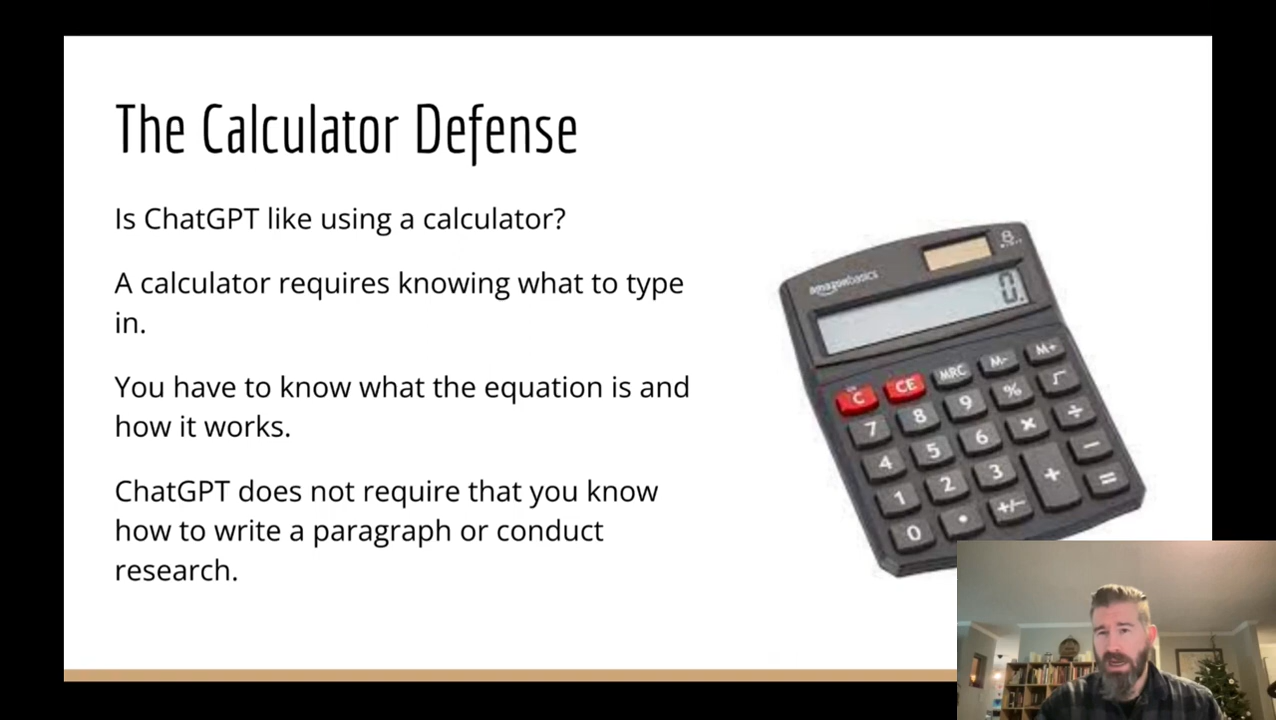 The Calculator Defense
Is ChatGPT like using a calculator?
A calculator requires knowing what to type
in.
You have to know what the equation is and
how it works.
ChatGPT does not require that you know
how to write a paragraph or conduct
research.
8
amazonbasics
0.
C CE MRC M- M+
7 8 9 % √
4 5 6 × ÷
1 2 3 + −
0 . +/− =